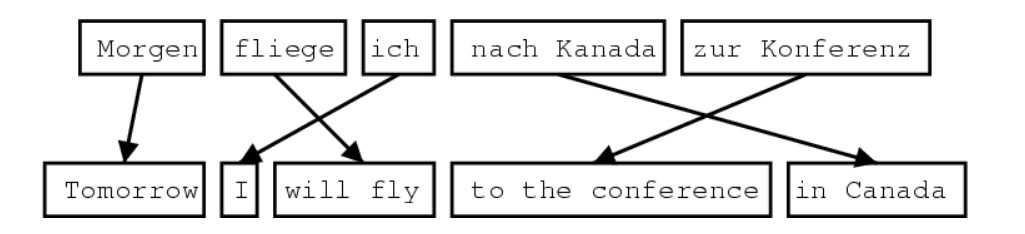 Morgen fliege ich nach Kanada zur Konferenz
Tomorrow I will fly to the conference in Canada